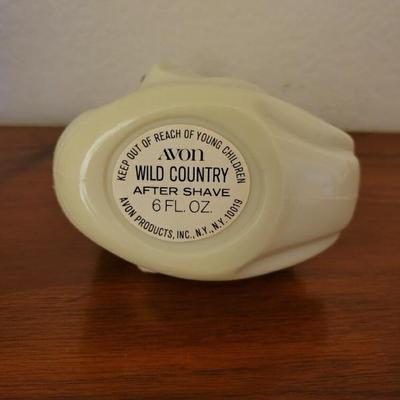 KEEP OUT OF REACH OF YOUNG CHILDREN
AVON
WILD COUNTRY
AFTER SHAVE
6 FL. OZ.
AVON PRODUCTS, INC., N.Y., N.Y. 10019